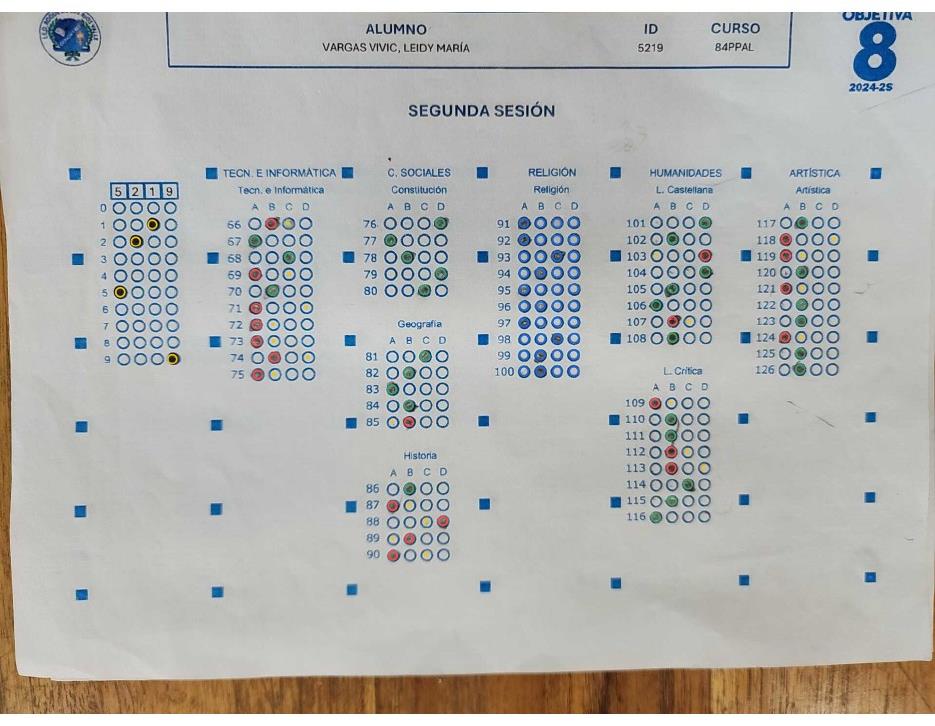 OBJETIVA
ALUMNO ID CURSO
VARGAS VIVIC, LEIDY MARÍA 5219 84PPAL
8
2024-2S
SEGUNDA SESIÓN
TECN. E INFORMÁTICA C. SOCIALES RELIGIÓN HUMANIDADES ARTÍSTICA
5 2 1 9 Tecn. e Informática Constitución Religión L. Castellana Artística
A B C D A B C D A B C D A B C D A B C D
0
1 66 76 91 101 117
2 67 77 92 102 118
3 68 78 93 103 119
4 69 79 94 104 120
5 70 80 95 105 121
6 71 96 106 122
7 72 Geografia 97 107 123
8 73 98 108 124
9 74 81 99 125
75 82 100 L. Crítica 126
A B C D
83
84 109
85 110
111
Historia 112
A B C D 113
86 114
87 115
88 116
89
90